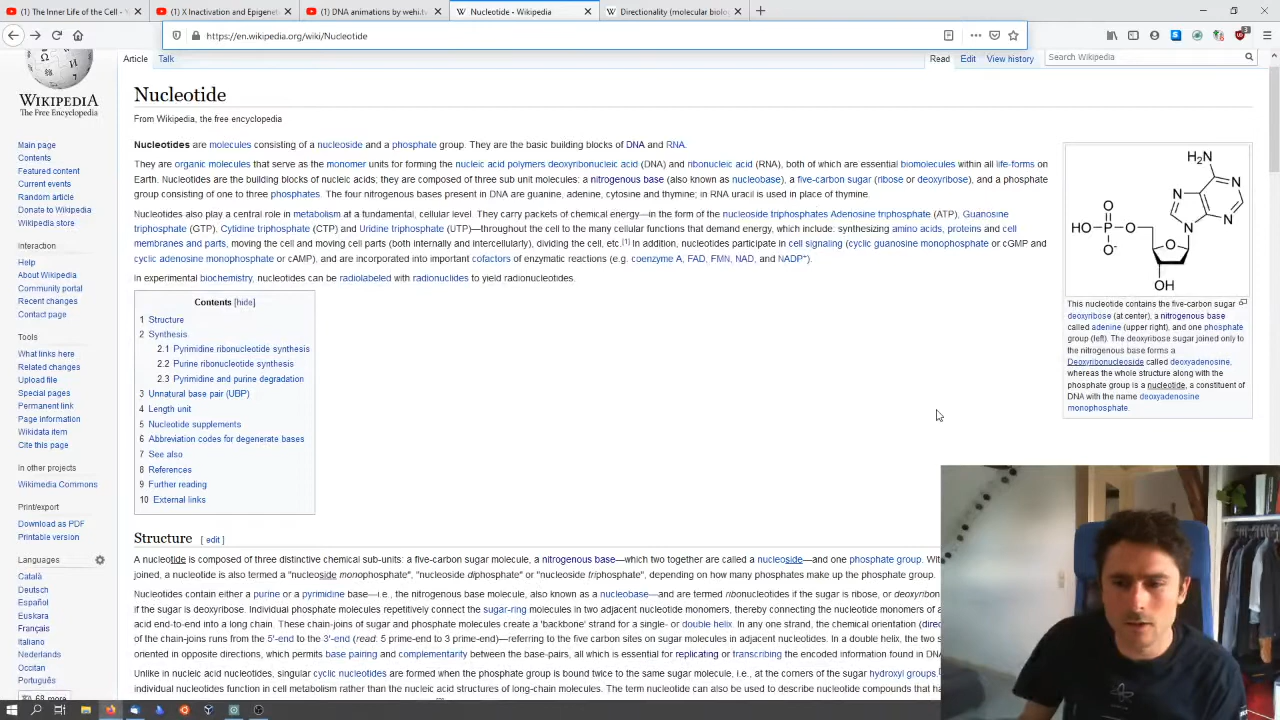 (1) The Inner Life of the Cell -
(1) X Inactivation and Epigenet
(1) DNA animations by wehi.tv
Nucleotide - Wikipedia
Directionality (molecular biolog
https://en.wikipedia.org/wiki/Nucleotide
Article Talk
Read Edit View history
Search Wikipedia
WIKIPEDIA
The Free Encyclopedia
Main page
Contents
Featured content
Current events
Random article
Donate to Wikipedia
Wikipedia store
Interaction
Help
About Wikipedia
Community portal
Recent changes
Contact page
Tools
What links here
Related changes
Upload file
Special pages
Permanent link
Page information
Wikidata item
Cite this page
In other projects
Wikimedia Commons
Print/export
Download as PDF
Printable version
Languages
Català
Deutsch
Español
Euskara
Français
Italiano
Nederlands
Occitan
Português
68 more
Nucleotide
From Wikipedia, the free encyclopedia
Nucleotides are molecules consisting of a nucleoside and a phosphate group. They are the basic building blocks of DNA and RNA.
They are organic molecules that serve as the monomer units for forming the nucleic acid polymers deoxyribonucleic acid (DNA) and ribonucleic acid (RNA), both of which are essential biomolecules within all life-forms on
Earth. Nucleotides are the building blocks of nucleic acids; they are composed of three sub unit molecules: a nitrogenous base (also known as nucleobase), a five-carbon sugar (ribose or deoxyribose), and a phosphate
group consisting of one to three phosphates. The four nitrogenous bases present in DNA are guanine, adenine, cytosine and thymine; in RNA uracil is used in place of thymine.
Nucleotides also play a central role in metabolism at a fundamental, cellular level. They carry packets of chemical energy—in the form of the nucleoside triphosphates Adenosine triphosphate (ATP), Guanosine
triphosphate (GTP), Cytidine triphosphate (CTP) and Uridine triphosphate (UTP)—throughout the cell to the many cellular functions that demand energy, which include: synthesizing amino acids, proteins and cell
membranes and parts, moving the cell and moving cell parts (both internally and intercellularly), dividing the cell, etc.[1] In addition, nucleotides participate in cell signaling (cyclic guanosine monophosphate or cGMP and
cyclic adenosine monophosphate or cAMP), and are incorporated into important cofactors of enzymatic reactions (e.g. coenzyme A, FAD, FMN, NAD, and NADP+).
In experimental biochemistry, nucleotides can be radiolabeled with radionuclides to yield radionucleotides.
Contents [hide]
1 Structure
2 Synthesis
2.1 Pyrimidine ribonucleotide synthesis
2.2 Purine ribonucleotide synthesis
2.3 Pyrimidine and purine degradation
3 Unnatural base pair (UBP)
4 Length unit
5 Nucleotide supplements
6 Abbreviation codes for degenerate bases
7 See also
8 References
9 Further reading
10 External links
H2N
N
N
N
N
O
HO P O
O-
O
OH
This nucleotide contains the five-carbon sugar
deoxyribose (at center), a nitrogenous base
called adenine (upper right), and one phosphate
group (left). The deoxyribose sugar joined only to
the nitrogenous base forms a
Deoxyribonucleoside called deoxyadenosine,
whereas the whole structure along with the
phosphate group is a nucleotide, a constituent of
DNA with the name deoxyadenosine
monophosphate.
Structure [ edit ]
A nucleotide is composed of three distinctive chemical sub-units: a five-carbon sugar molecule, a nitrogenous base—which two together are called a nucleoside—and one phosphate group. Wit
joined, a nucleotide is also termed a "nucleoside monophosphate", "nucleoside diphosphate" or "nucleoside triphosphate", depending on how many phosphates make up the phosphate group.
Nucleotides contain either a purine or a pyrimidine base—i.e., the nitrogenous base molecule, also known as a nucleobase—and are termed ribonucleotides if the sugar is ribose, or deoxyribon
if the sugar is deoxyribose. Individual phosphate molecules repetitively connect the sugar-ring molecules in two adjacent nucleotide monomers, thereby connecting the nucleotide monomers of a
acid end-to-end into a long chain. These chain-joins of sugar and phosphate molecules create a 'backbone' strand for a single- or double helix. In any one strand, the chemical orientation (direc
of the chain-joins runs from the 5'-end to the 3'-end (read: 5 prime-end to 3 prime-end)—referring to the five carbon sites on sugar molecules in adjacent nucleotides. In a double helix, the two s
oriented in opposite directions, which permits base pairing and complementarity between the base-pairs, all which is essential for replicating or transcribing the encoded information found in DNA
Unlike in nucleic acid nucleotides, singular cyclic nucleotides are formed when the phosphate group is bound twice to the same sugar molecule, i.e., at the corners of the sugar hydroxyl groups.
individual nucleotides function in cell metabolism rather than the nucleic acid structures of long-chain molecules. The term nucleotide can also be used to describe nucleotide compounds that ha